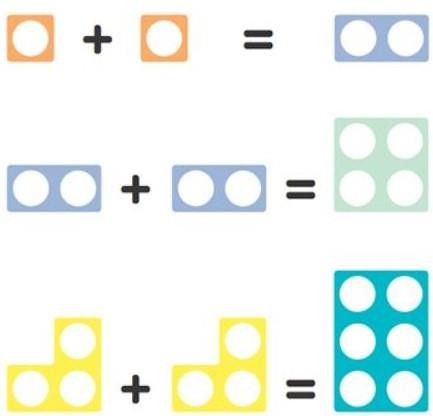 + =
+ =
+ =